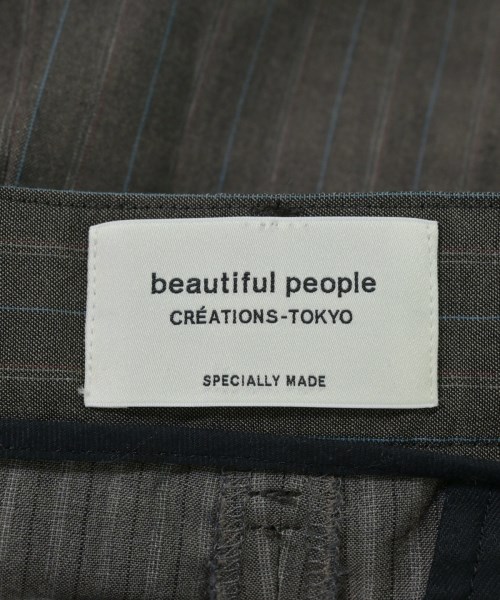 beautiful people
CRÉATIONS-TOKYO
SPECIALLY MADE